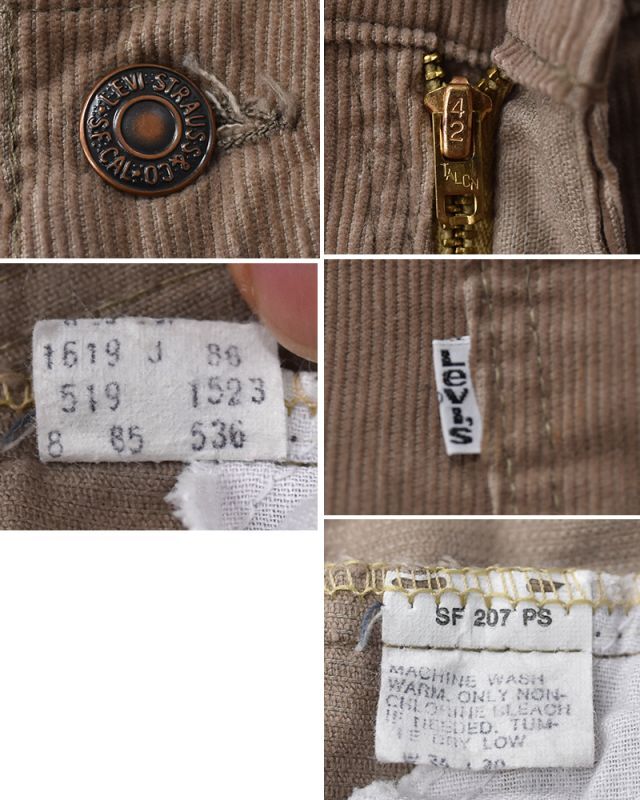 LEVI STRAUSS & CO. S.F. CAL.
42
TALON
1619 J 86
519 1523
8 85 536
LEVI'S
SF 207 PS
MACHINE WASH
WARM. ONLY NON-
CHLORINE BLEACH
IF NEEDED. TUM-
LE DRY LOW